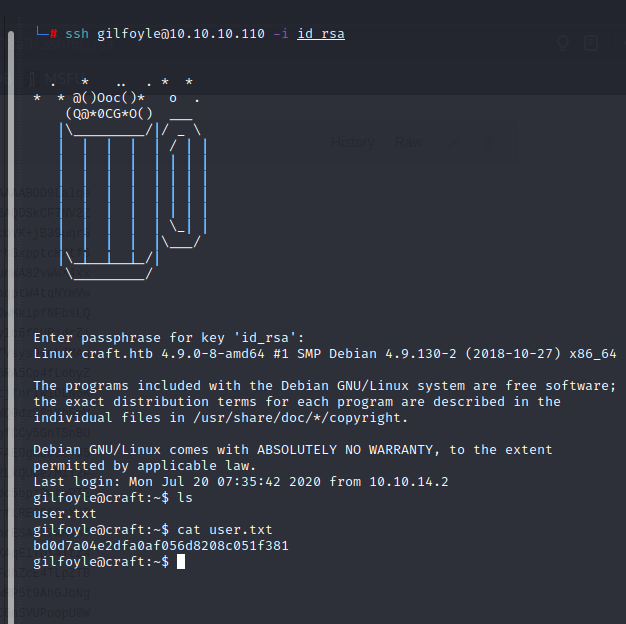 └─# ssh gilfoyle@10.10.10.110 -i id_rsa
  .   *   ..  . *  *
*  * @()Ooc()*   o  .
    (Q@*0CG*O()  ___
   |\_________/|/ _ \
   |  |  |  |  | / | |
   |  |  |  |  | | | |
   |  |  |  |  | | | |
   |  |  |  |  | | | |
   |  |  |  |  | | | |
   |  |  |  |  | \_| |
   |  |  |  |  |\___/
   |\_|__|__|_/|
    \_________/
Enter passphrase for key 'id_rsa':
Linux craft.htb 4.9.0-8-amd64 #1 SMP Debian 4.9.130-2 (2018-10-27) x86_64
The programs included with the Debian GNU/Linux system are free software;
the exact distribution terms for each program are described in the
individual files in /usr/share/doc/*/copyright.
Debian GNU/Linux comes with ABSOLUTELY NO WARRANTY, to the extent
permitted by applicable law.
Last login: Mon Jul 20 07:35:42 2020 from 10.10.14.2
gilfoyle@craft:~$ ls
user.txt
gilfoyle@craft:~$ cat user.txt
bd0d7a04e2dfa0af056d8208c051f381
gilfoyle@craft:~$